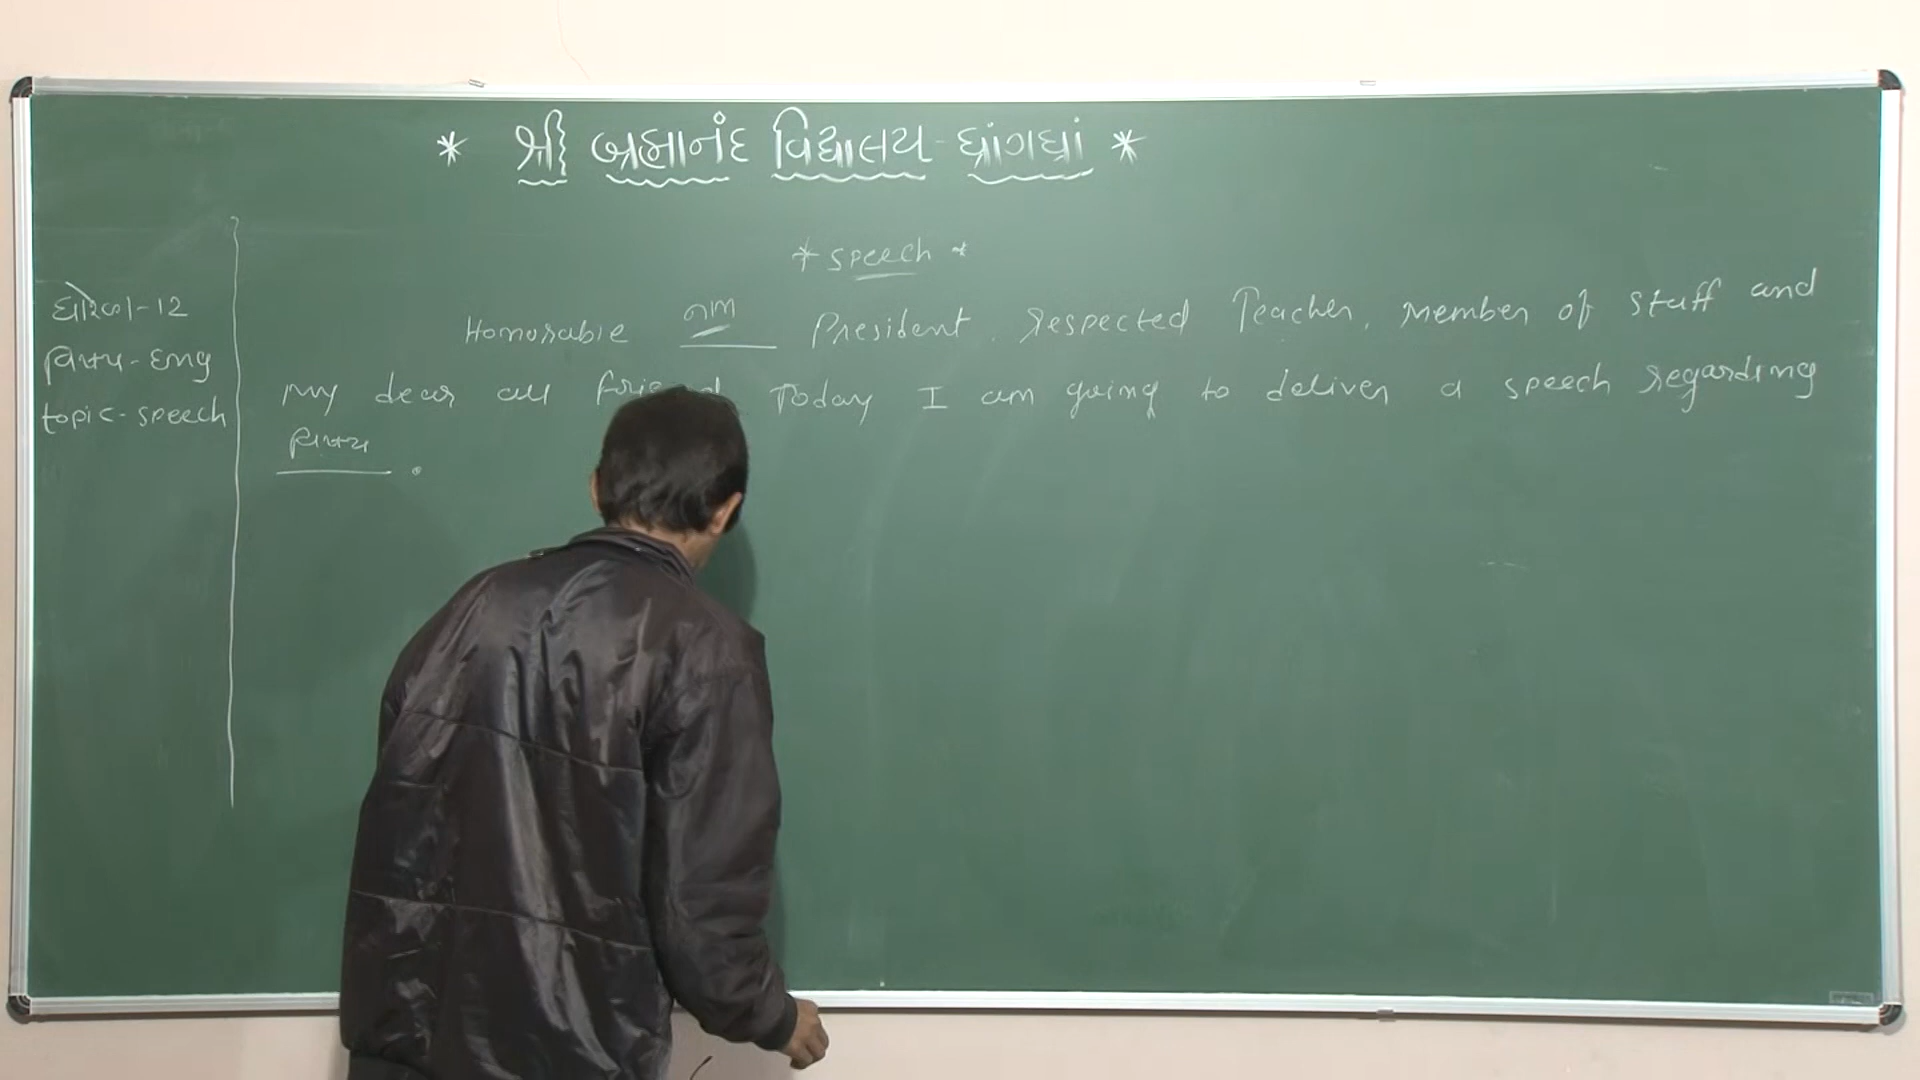 * શ્રી બ્રહ્માનંદ વિદ્યાલય - ધ્રાંગધ્રા *
* speech *
ધોરણ-12
વિષય-Eng
topic-speech
Honorable નામ President. respected Teacher, Member of staff and
my dear all friend Today I am going to deliver a speech regarding
વિષય .